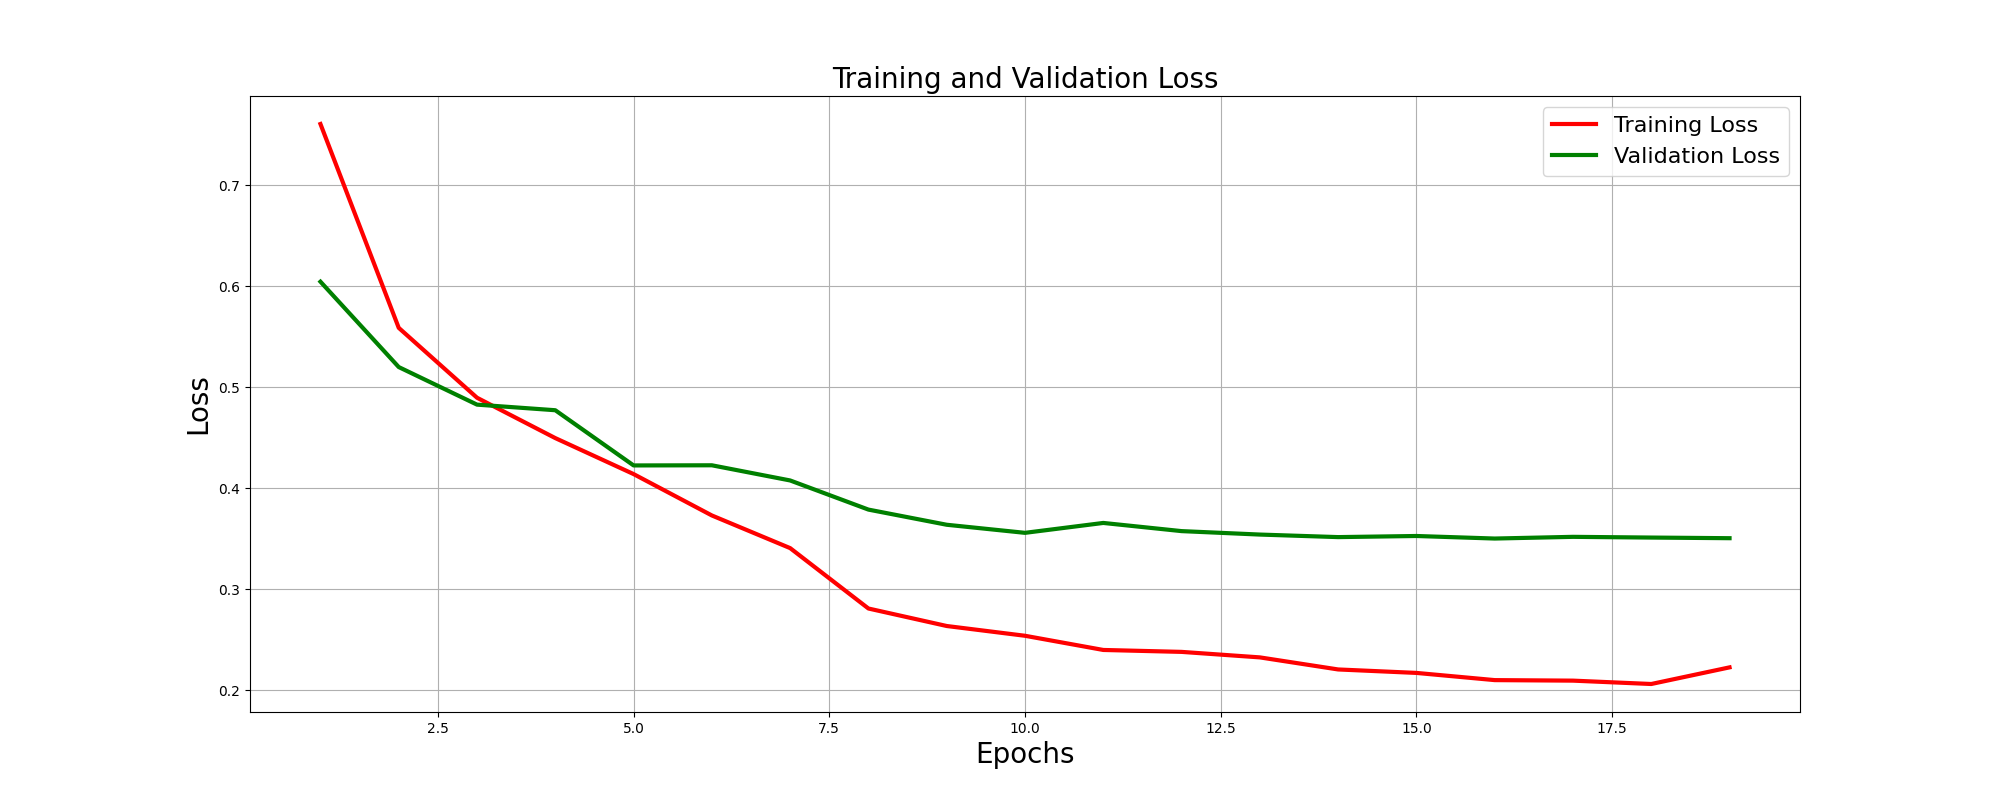 Training and Validation Loss
Training Loss
Validation Loss
Loss
0.7
0.6
0.5
0.4
0.3
0.2
2.5 5.0 7.5 10.0 12.5 15.0 17.5
Epochs